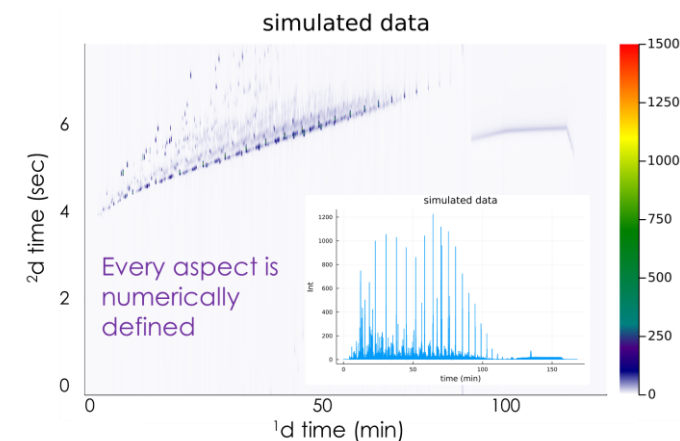 simulated data
1500
1250
1000
750
500
250
0
6
4
2
0
²d time (sec)
Every aspect is
numerically
defined
simulated data
1200
1000
800
600
400
200
0
Int
0 50 100 150
time (min)
0 50 100
¹d time (min)